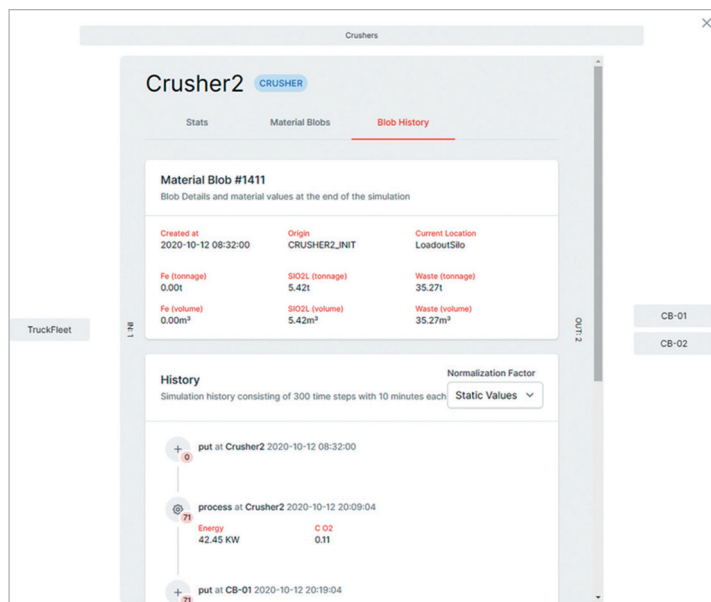 Crushers
Crusher2 CRUSHER
Stats Material Blobs Blob History
Material Blob #1411
Blob Details and material values at the end of the simulation
Created at Origin Current Location
2020-10-12 08:32:00 CRUSHER2_INIT LoadoutSilo
Fe (tonnage) SIO2L (tonnage) Waste (tonnage)
0.00t 5.42t 35.27t
Fe (volume) SIO2L (volume) Waste (volume)
0.00m³ 5.42m³ 35.27m³
TruckFleet
IN: 1
OUT: 2
CB-01
CB-02
History
Simulation history consisting of 300 time steps with 10 minutes each
Normalization Factor
Static Values
put at Crusher2 2020-10-12 08:32:00
0
process at Crusher2 2020-10-12 20:09:04
71
Energy C O2
42.45 KW 0.11
put at CB-01 2020-10-12 20:19:04
71